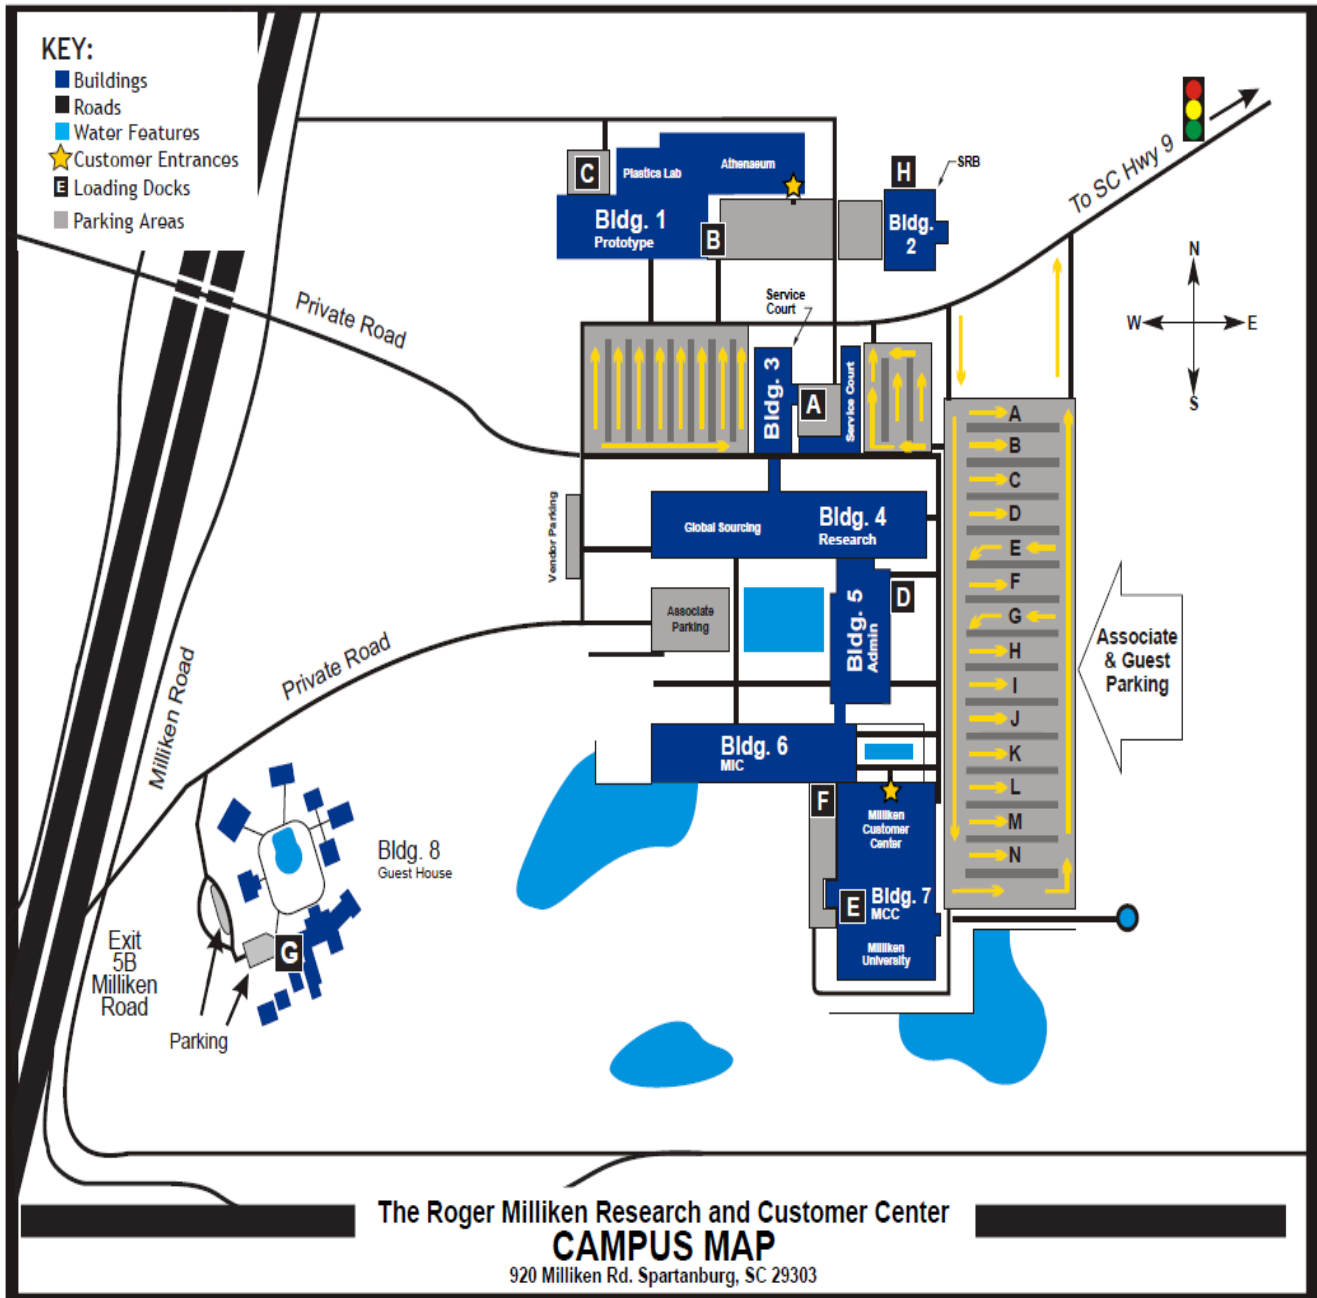 KEY:
Buildings
Roads
Water Features
Customer Entrances
E Loading Docks
Parking Areas
To SC Hwy 9
C
Plastics Lab
Athenaeum
H
SRB
Bldg. 1
Prototype
B
Bldg.
2
N
W
E
S
Private Road
Service
Court
Bldg. 3
A
Service Court
A
B
C
D
E
F
G
H
I
J
K
L
M
N
Vendor Parking
Global Sourcing
Bldg. 4
Research
Associate
Parking
Bldg. 5
Admin
D
Associate
& Guest
Parking
Private Road
Milliken Road
Bldg. 6
MIC
F
Milliken
Customer
Center
E
Bldg. 7
MCC
Milliken
University
Bldg. 8
Guest House
G
Exit
5B
Milliken
Road
Parking
The Roger Milliken Research and Customer Center
CAMPUS MAP
920 Milliken Rd. Spartanburg, SC 29303